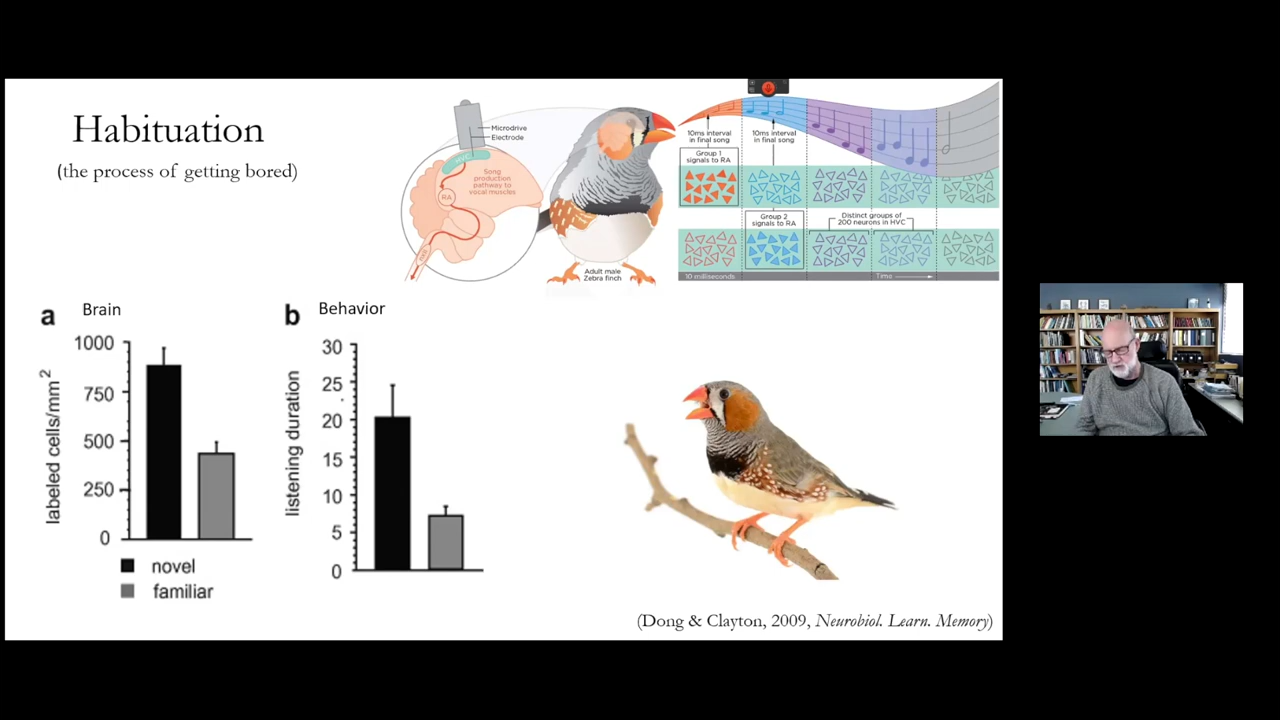 Habituation
(the process of getting bored)
Microdrive
Electrode
HVC
Song
production
pathway to
vocal muscles
RA
Adult male
Zebra finch
10ms interval
in final song
10ms interval
in final song
Group 1
signals to RA
Group 2
signals to RA
Distinct groups of
200 neurons in HVC
10 milliseconds
Time
a Brain
1000
750
500
250
0
labeled cells/mm2
novel
familiar
b Behavior
30
25
20
15
10
5
0
listening duration
(Dong & Clayton, 2009, Neurobiol. Learn. Memory)